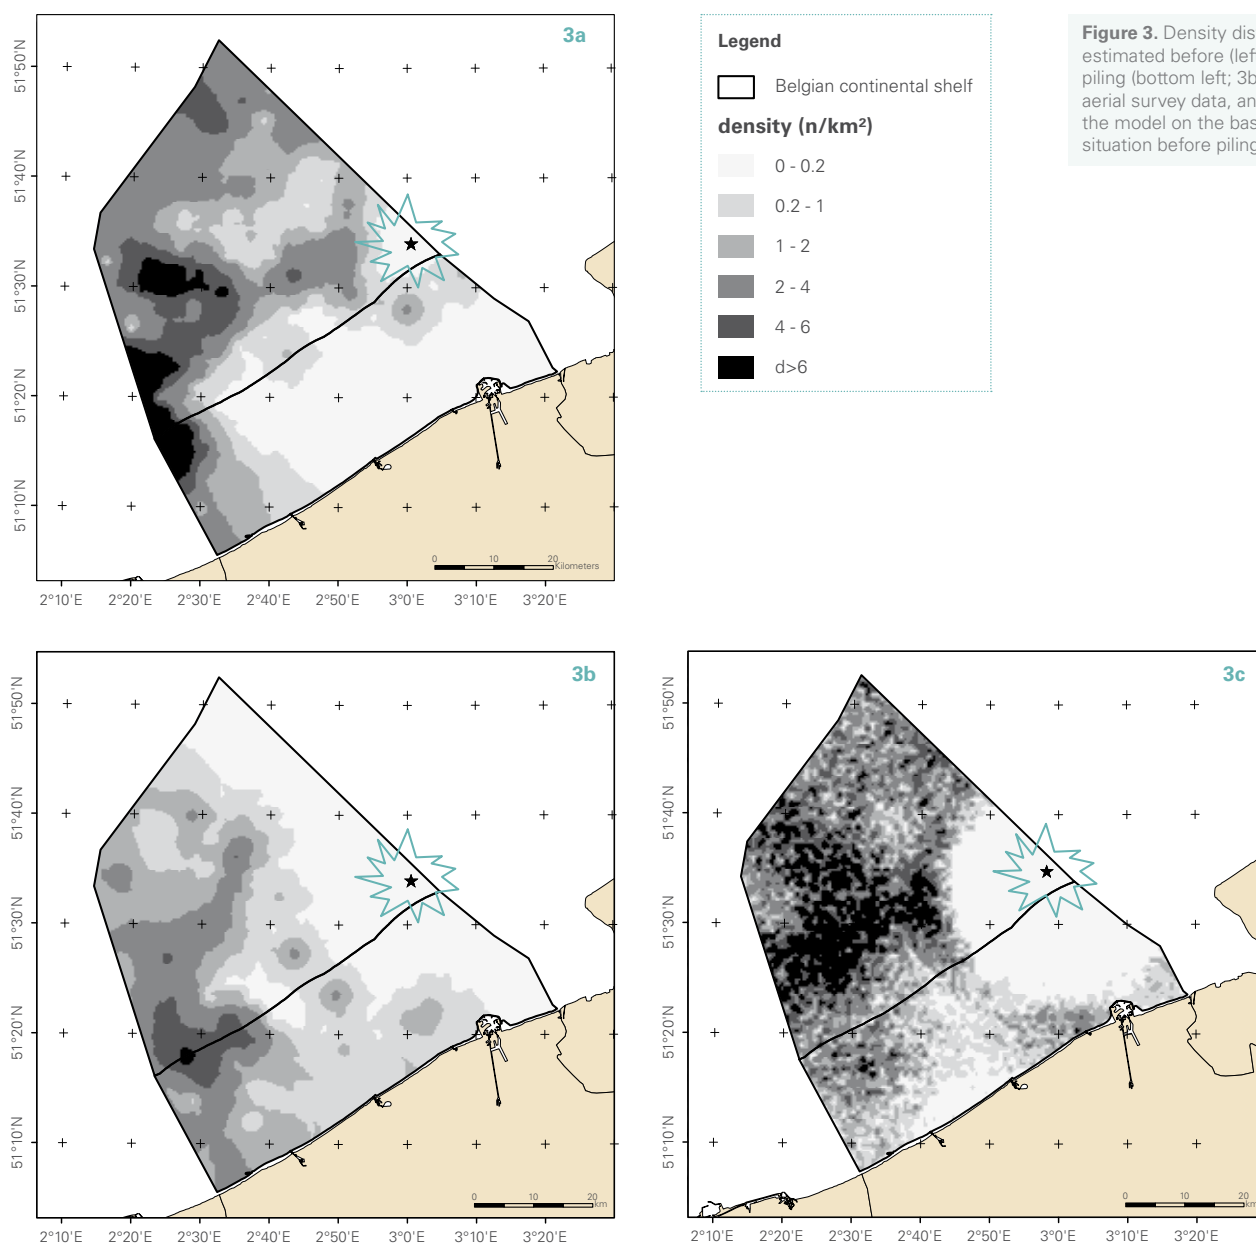 3a
51°50'N
51°40'N
51°30'N
51°20'N
51°10'N
0 10 20
Kilometers
2°10'E 2°20'E 2°30'E 2°40'E 2°50'E 3°0'E 3°10'E 3°20'E
Legend
Belgian continental shelf
density (n/km²)
0 - 0.2
0.2 - 1
1 - 2
2 - 4
4 - 6
d>6
Figure 3. Density dis
estimated before (lef
piling (bottom left; 3b
aerial survey data, an
the model on the bas
situation before piling
3b
51°50'N
51°40'N
51°30'N
51°20'N
51°10'N
0 10 20
km
2°10'E 2°20'E 2°30'E 2°40'E 2°50'E 3°0'E 3°10'E 3°20'E
3c
51°50'N
51°40'N
51°30'N
51°20'N
51°10'N
0 10 20
km
2°10'E 2°20'E 2°30'E 2°40'E 2°50'E 3°0'E 3°10'E 3°20'E